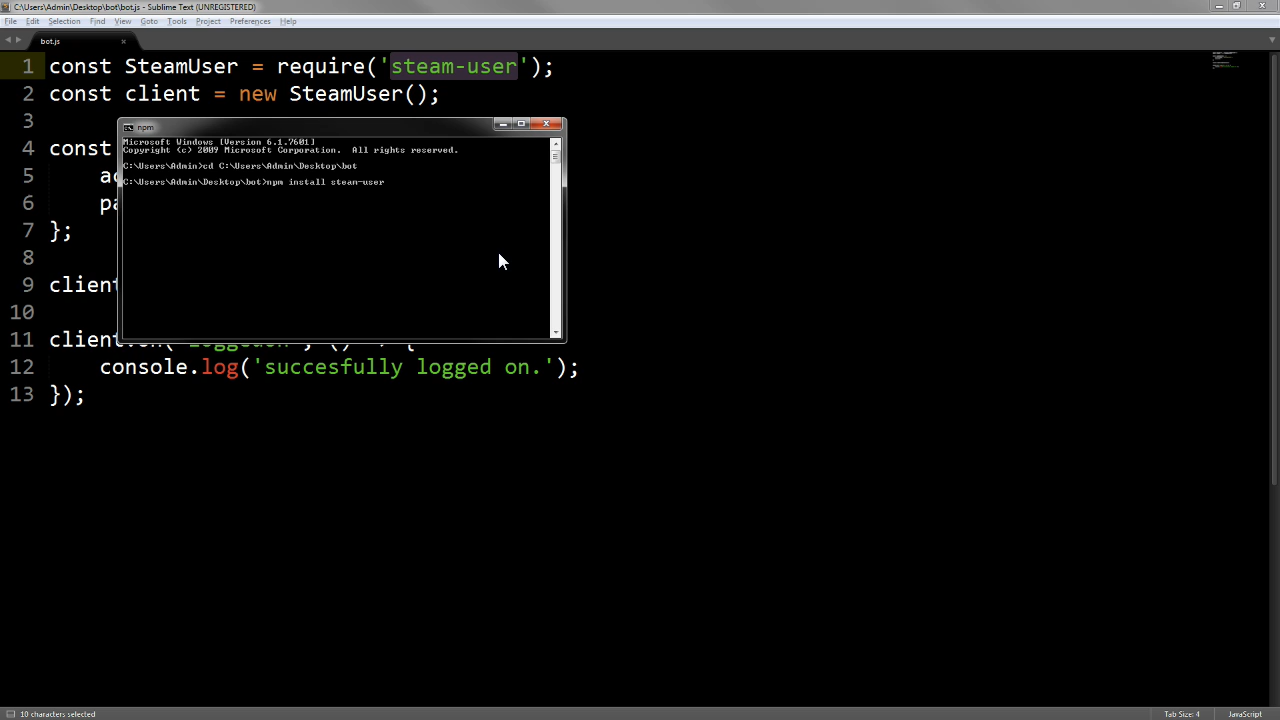 C:\Users\Admin\Desktop\bot\bot.js - Sublime Text (UNREGISTERED)
File Edit Selection Find View Goto Tools Project Preferences Help
bot.js
1 const SteamUser = require('steam-user');
2 const client = new SteamUser();
3
4 const
5
6
7 };
8
9 client
10
11
12 console.log('succesfully logged on.');
13 });
npm
Microsoft Windows [Version 6.1.7601]
Copyright (c) 2009 Microsoft Corporation. All rights reserved.
C:\Users\Admin>cd C:\Users\Admin\Desktop\bot
C:\Users\Admin\Desktop\bot>npm install steam-user
10 characters selected
Tab Size: 4 JavaScript